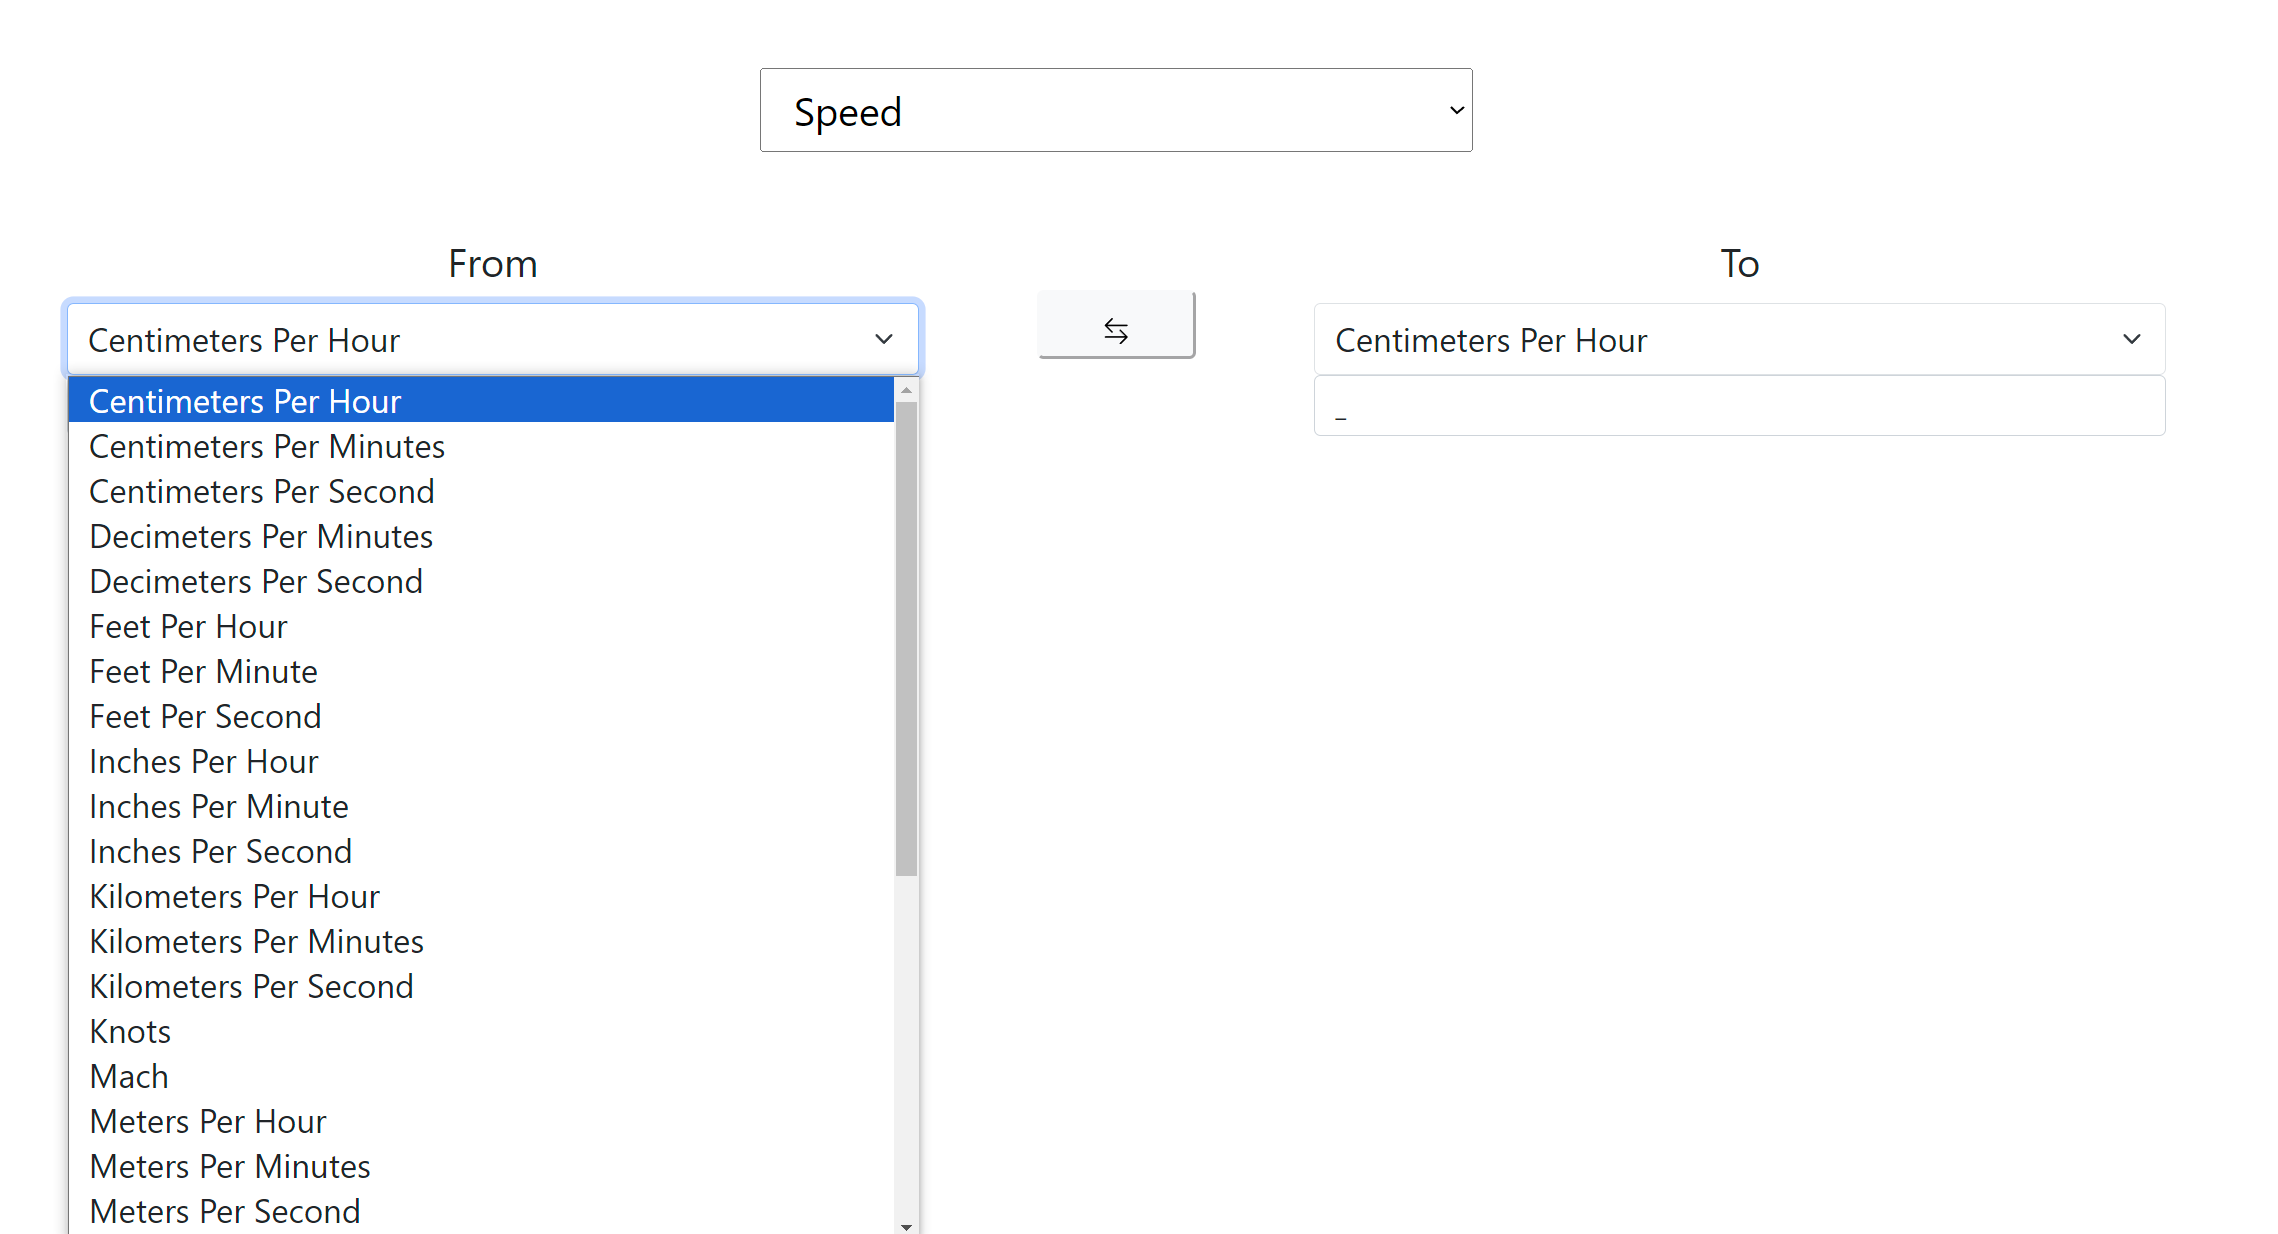 Speed
From
To
Centimeters Per Hour
Centimeters Per Hour
_
Centimeters Per Hour
Centimeters Per Minutes
Centimeters Per Second
Decimeters Per Minutes
Decimeters Per Second
Feet Per Hour
Feet Per Minute
Feet Per Second
Inches Per Hour
Inches Per Minute
Inches Per Second
Kilometers Per Hour
Kilometers Per Minutes
Kilometers Per Second
Knots
Mach
Meters Per Hour
Meters Per Minutes
Meters Per Second